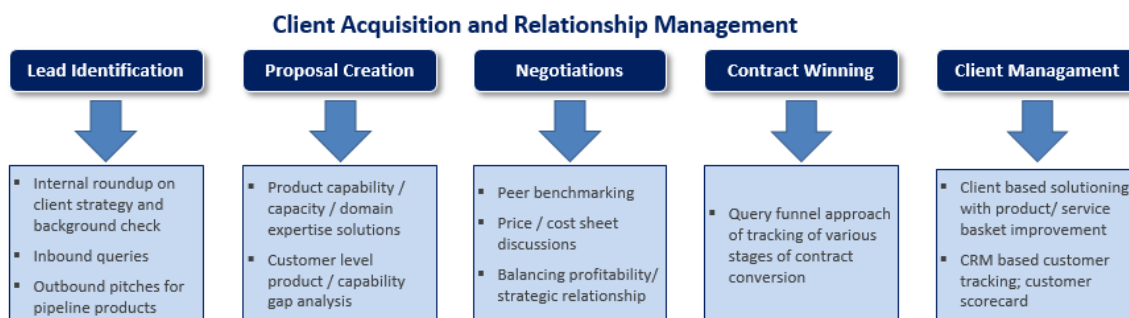 Client Acquisition and Relationship Management
Lead Identification
Internal roundup on
client strategy and
background check
Inbound queries
Outbound pitches for
pipeline products
Proposal Creation
Product capability /
capacity / domain
expertise solutions
Customer level
product / capability
gap analysis
Negotiations
Peer benchmarking
Price / cost sheet
discussions
Balancing profitability/
strategic relationship
Contract Winning
Query funnel approach
of tracking of various
stages of contract
conversion
Client Managament
Client based solutioning
with product/ service
basket improvement
CRM based customer
tracking; customer
scorecard